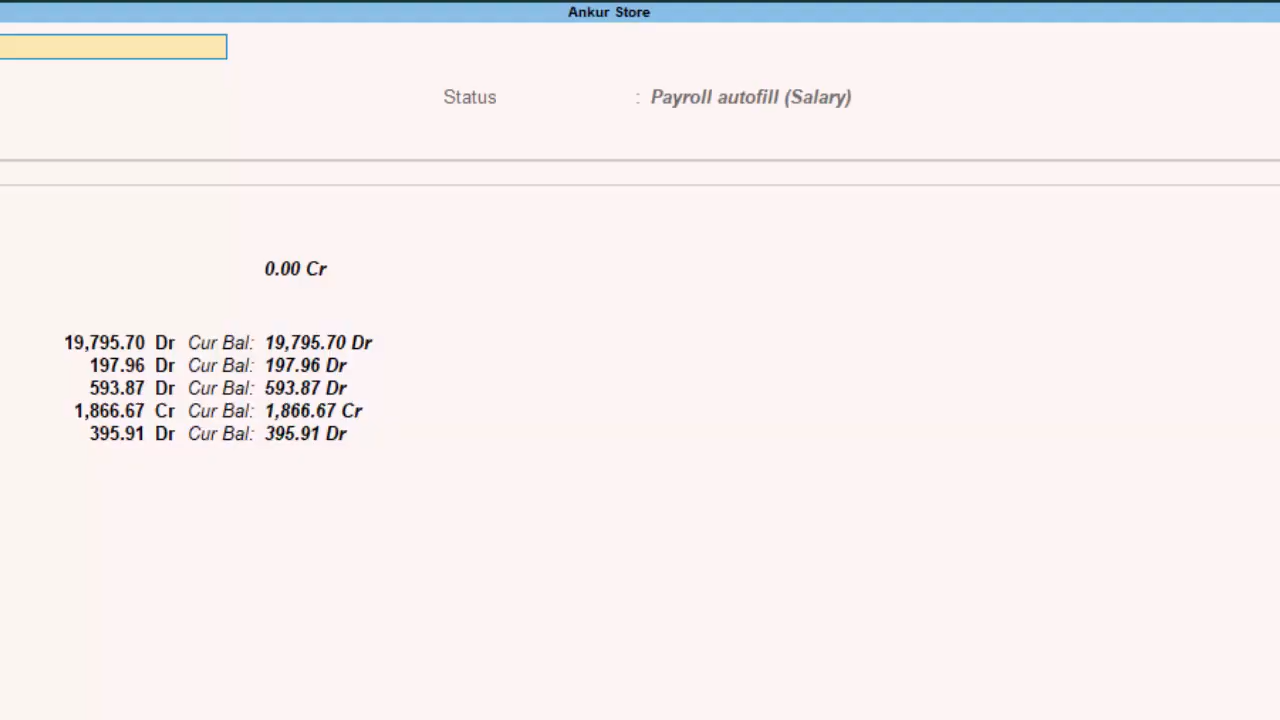 Ankur Store
Status : Payroll autofill (Salary)
0.00 Cr
19,795.70 Dr Cur Bal: 19,795.70 Dr
197.96 Dr Cur Bal: 197.96 Dr
593.87 Dr Cur Bal: 593.87 Dr
1,866.67 Cr Cur Bal: 1,866.67 Cr
395.91 Dr Cur Bal: 395.91 Dr